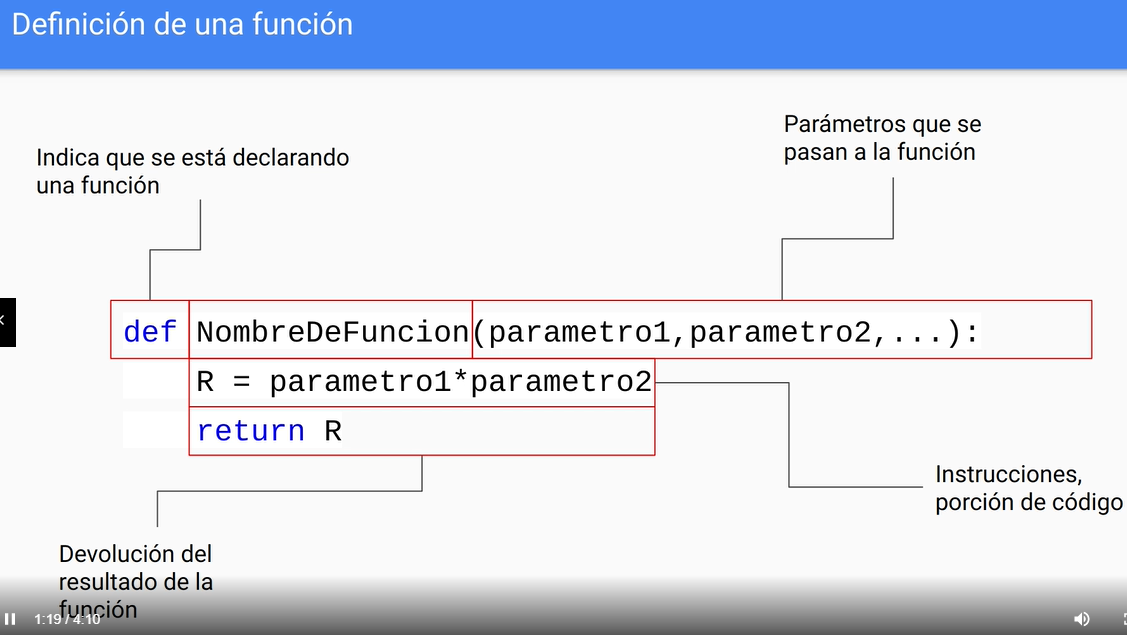 Definición de una función
Indica que se está declarando
una función
Parámetros que se
pasan a la función
def NombreDeFuncion(parametro1,parametro2,...):
R = parametro1*parametro2
return R
Instrucciones,
porción de código
Devolución del
resultado de la
función
1:19 / 4:10